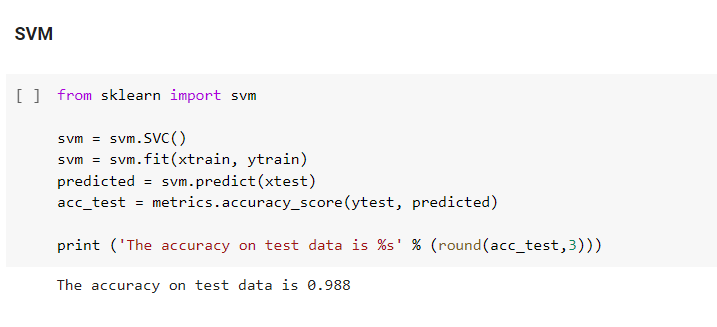 SVM
[ ] from sklearn import svm
svm = svm.SVC()
svm = svm.fit(xtrain, ytrain)
predicted = svm.predict(xtest)
acc_test = metrics.accuracy_score(ytest, predicted)
print ('The accuracy on test data is %s' % (round(acc_test,3)))
The accuracy on test data is 0.988